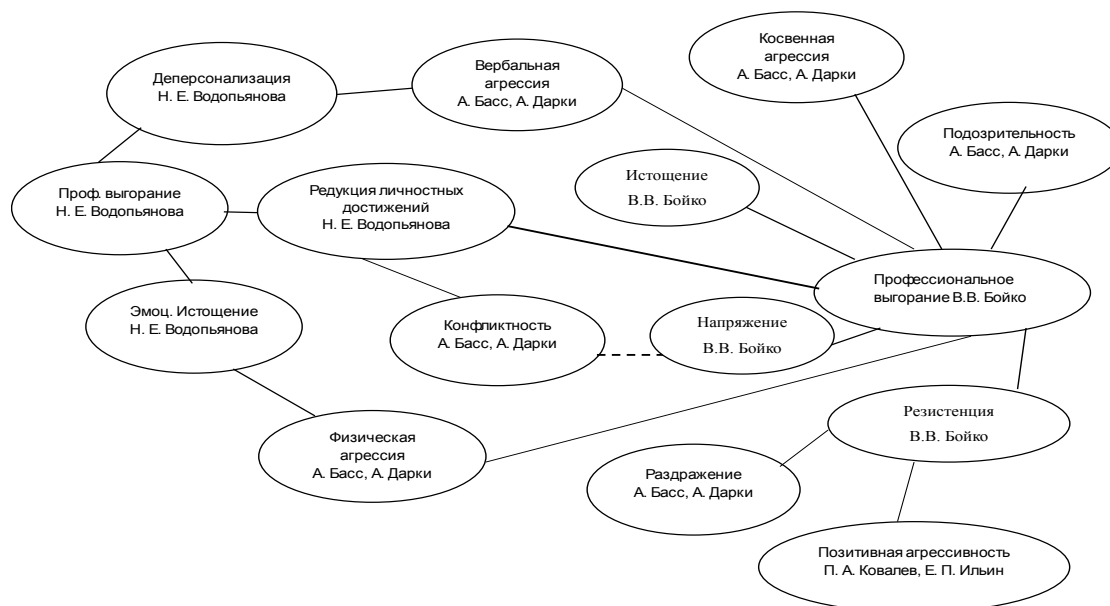 Косвенная
агрессия
А. Басс, А. Дарки
Деперсонализация
Н. Е. Водопьянова
Вербальная
агрессия
А. Басс, А. Дарки
Подозрительность
А. Басс, А. Дарки
Проф. выгорание
Н. Е. Водопьянова
Редукция личностных
достижений
Н. Е. Водопьянова
Истощение
В.В. Бойко
Профессиональное
выгорание В.В. Бойко
Эмоц. Истощение
Н. Е. Водопьянова
Конфликтность
А. Басс, А. Дарки
Напряжение
В.В. Бойко
Физическая
агрессия
А. Басс, А. Дарки
Резистенция
В.В. Бойко
Раздражение
А. Басс, А. Дарки
Позитивная агрессивность
П. А. Ковалев, Е. П. Ильин